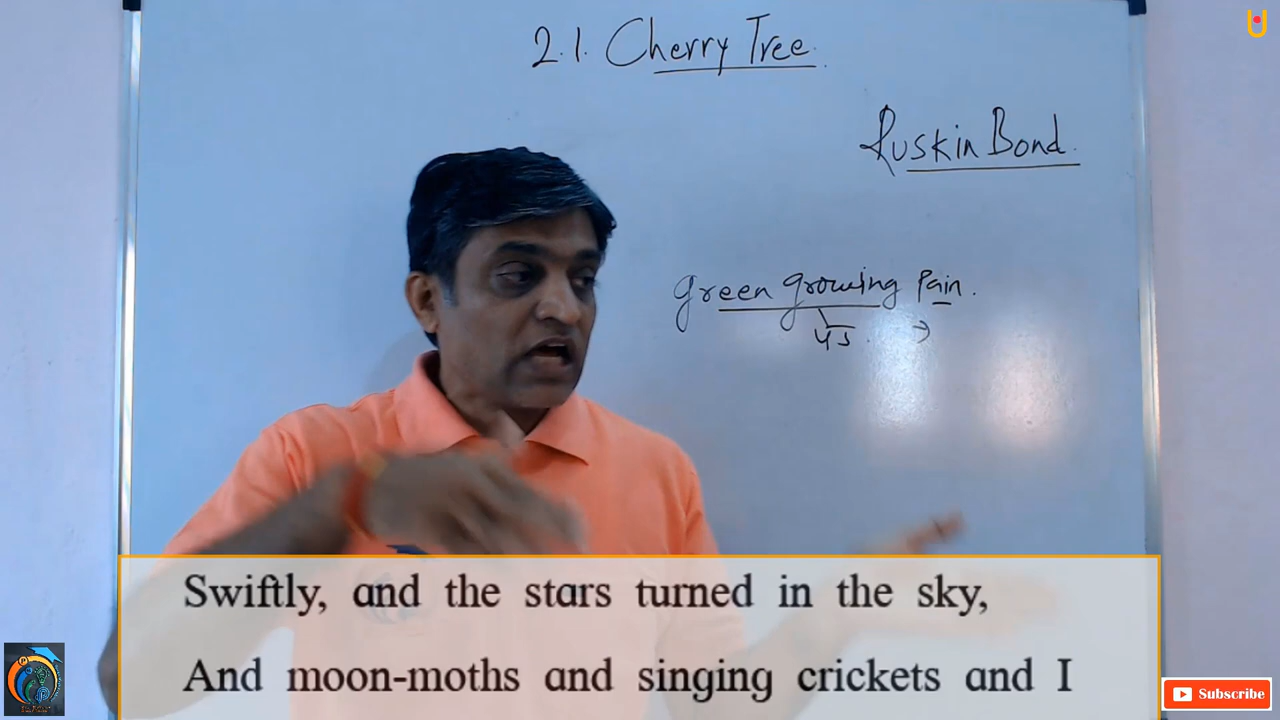 2.1. Cherry Tree.
Ruskin Bond.
Green growing Pain.
Swiftly, and the stars turned in the sky,
And moon-moths and singing crickets and I
Subscribe